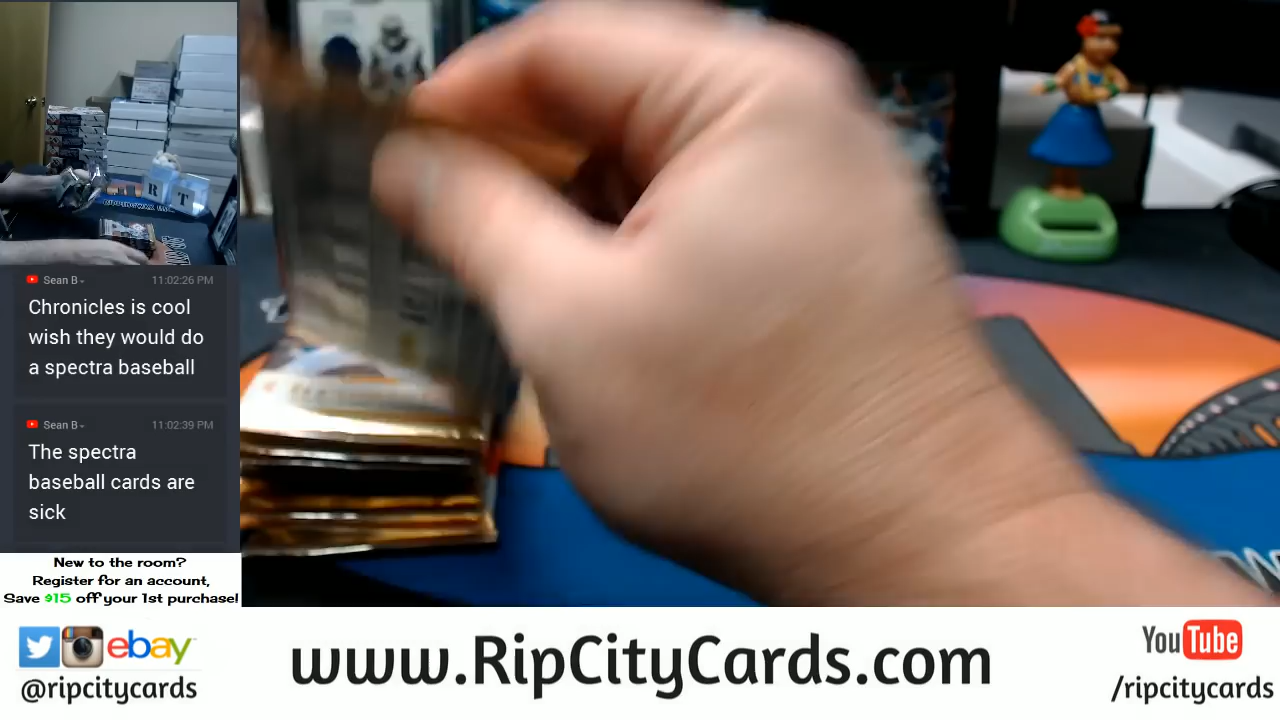 R T
Sean B 11:02:26 PM
Chronicles is cool
wish they would do
a spectra baseball
Sean B 11:02:39 PM
The spectra
baseball cards are
sick
New to the room?
Register for an account,
Save $15 off your 1st purchase!
ebay
@ripcitycards
www.RipCityCards.com
YouTube
/ripcitycards